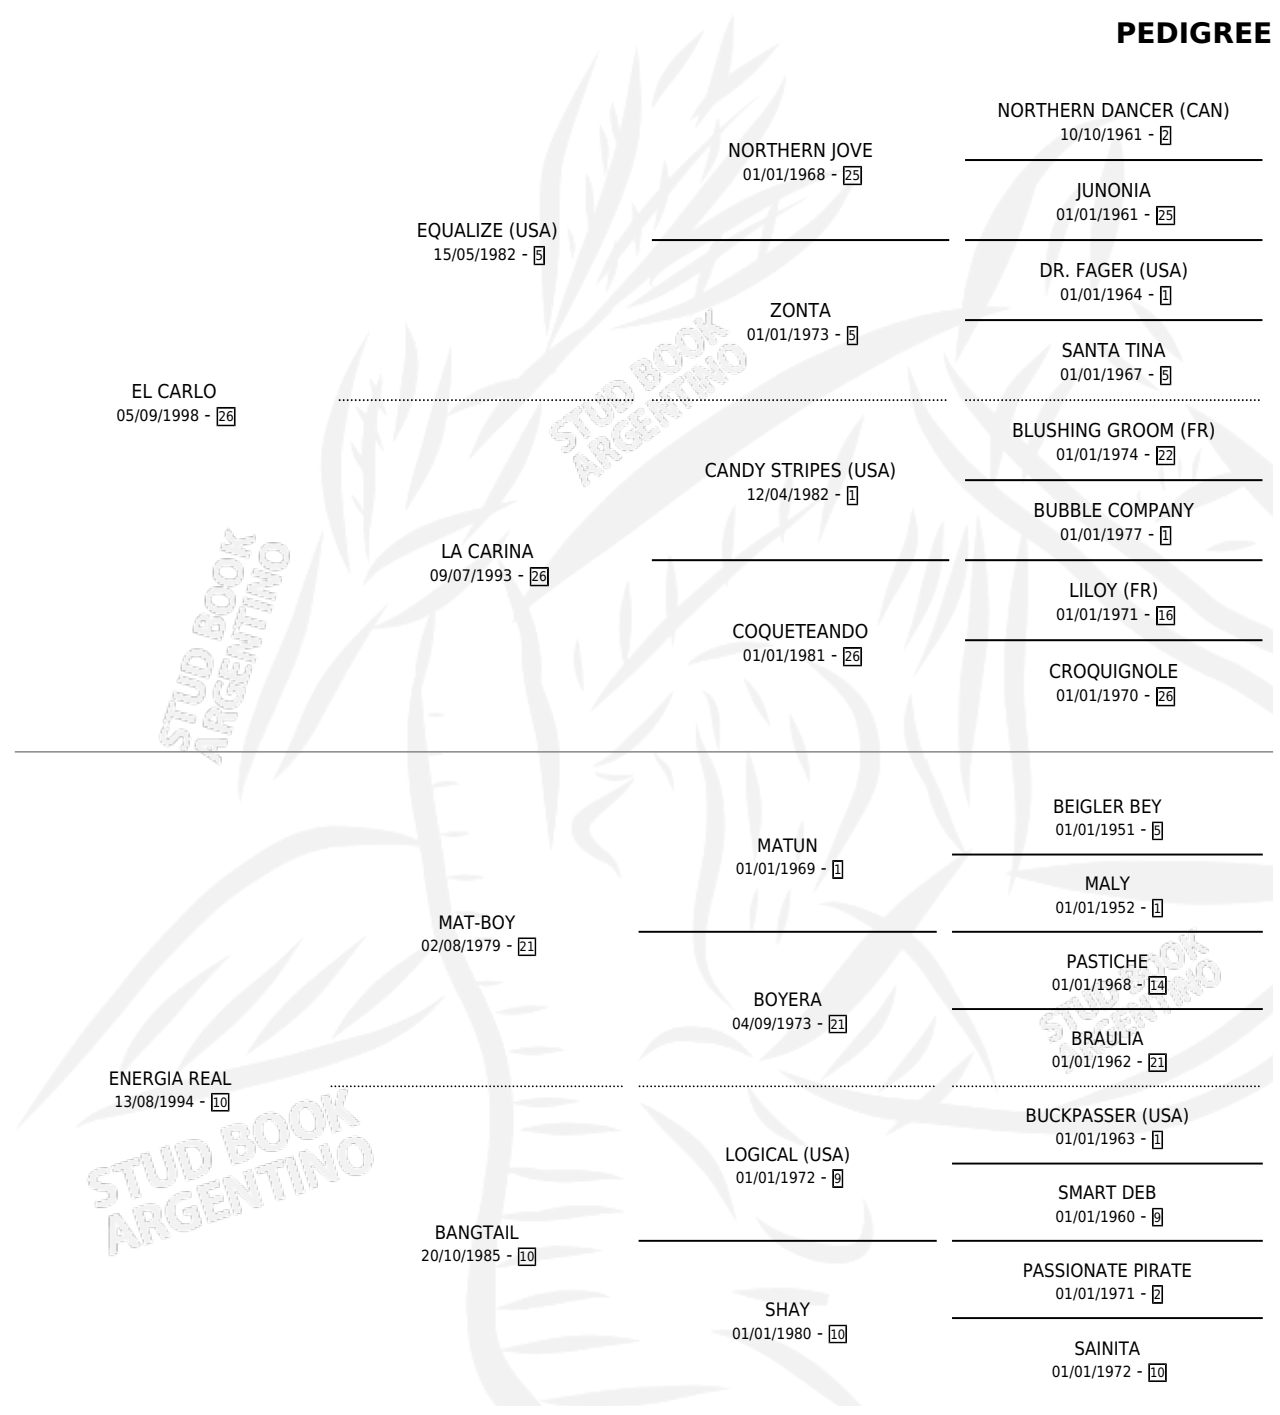 PEDIGREE
NORTHERN DANCER (CAN)
10/10/1961 - 2
NORTHERN JOVE
01/01/1968 - 25
JUNONIA
01/01/1961 - 25
EQUALIZE (USA)
15/05/1982 - 5
DR. FAGER (USA)
01/01/1964 - 1
ZONTA
01/01/1973 - 5
SANTA TINA
01/01/1967 - 5
EL CARLO
05/09/1998 - 26
BLUSHING GROOM (FR)
01/01/1974 - 22
CANDY STRIPES (USA)
12/04/1982 - 1
BUBBLE COMPANY
01/01/1977 - 1
LA CARINA
09/07/1993 - 26
LILOY (FR)
01/01/1971 - 16
COQUETEANDO
01/01/1981 - 26
CROQUIGNOLE
01/01/1970 - 26
BEIGLER BEY
01/01/1951 - 5
MATUN
01/01/1969 - 1
MALY
01/01/1952 - 1
MAT-BOY
02/08/1979 - 21
PASTICHE
01/01/1968 - 14
BOYERA
04/09/1973 - 21
BRAULIA
01/01/1962 - 21
ENERGIA REAL
13/08/1994 - 10
BUCKPASSER (USA)
01/01/1963 - 1
LOGICAL (USA)
01/01/1972 - 9
SMART DEB
01/01/1960 - 9
BANGTAIL
20/10/1985 - 10
PASSIONATE PIRATE
01/01/1971 - 2
SHAY
01/01/1980 - 10
SAINITA
01/01/1972 - 10
STUD BOOK
ARGENTINO
STUD BOOK
ARGENTINO
STUD BOOK
ARGENTINO
STUD BOOK
ARGENTINO